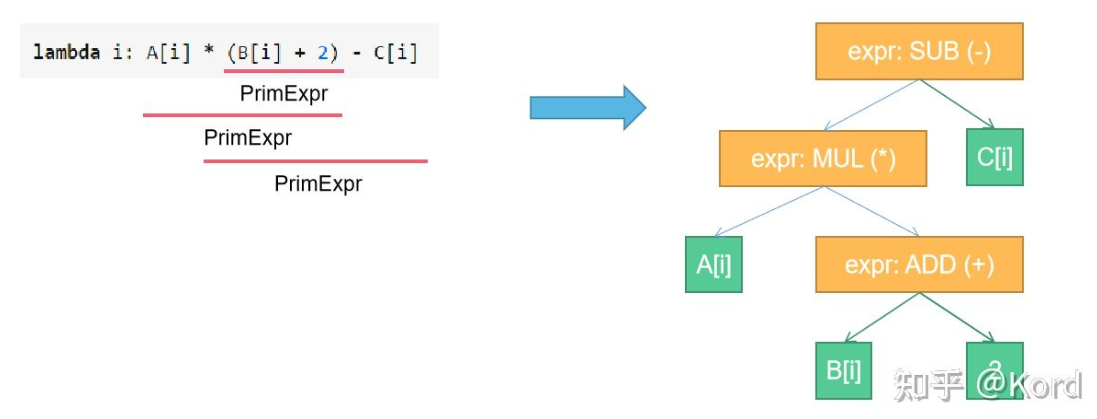 lambda i: A[i] * (B[i] + 2) - C[i]
PrimExpr
PrimExpr
PrimExpr
expr: SUB (-)
expr: MUL (*)
C[i]
A[i]
expr: ADD (+)
B[i]
2
知乎 @Kord